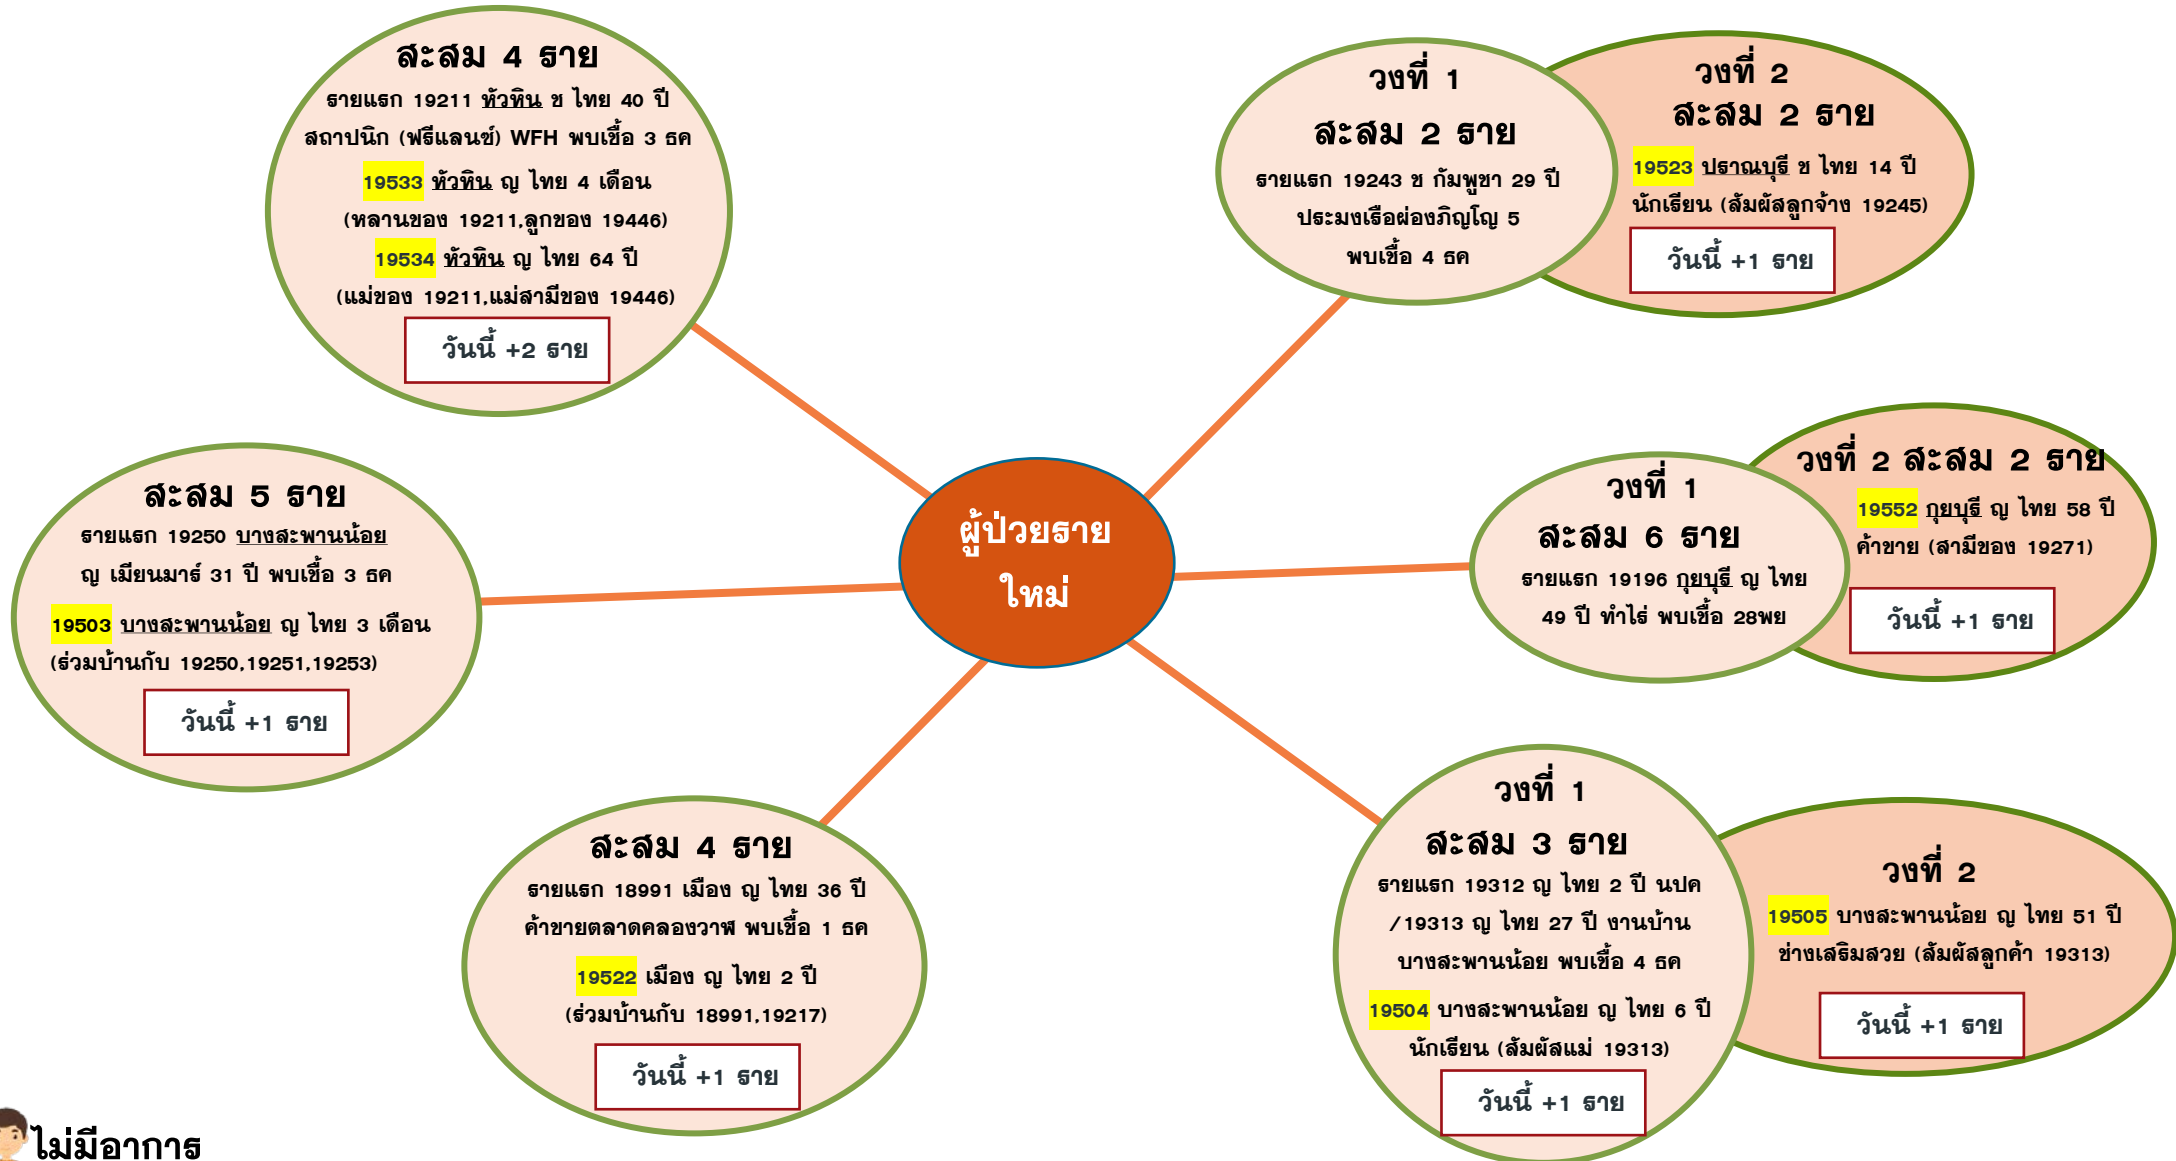 สะสม 4 ราย
รายแรก 19211 หัวหิน ช ไทย 40 ปี
สถาปนิก (ฟรีแลนซ์) WFH พบเชื้อ 3 ธค
19533 หัวหิน ญ ไทย 4 เดือน
(หลานของ 19211,ลูกของ 19446)
19534 หัวหิน ญ ไทย 64 ปี
(แม่ของ 19211,แม่สามีของ 19446)
วันนี้ +2 ราย
วงที่ 1
สะสม 2 ราย
รายแรก 19243 ช กัมพูชา 29 ปี
ประมงเรือผ่องภิญโญ 5
พบเชื้อ 4 ธค
วงที่ 2
สะสม 2 ราย
19523 ปราณบุรี ช ไทย 14 ปี
นักเรียน (สัมผัสลูกจ้าง 19245)
วันนี้ +1 ราย
สะสม 5 ราย
รายแรก 19250 บางสะพานน้อย
ญ เมียนมาร์ 31 ปี พบเชื้อ 3 ธค
19503 บางสะพานน้อย ญ ไทย 3 เดือน
(ร่วมบ้านกับ 19250,19251,19253)
วันนี้ +1 ราย
ผู้ป่วยราย
ใหม่
วงที่ 1
สะสม 6 ราย
รายแรก 19196 กุยบุรี ญ ไทย
49 ปี ทำไร่ พบเชื้อ 28พย
วงที่ 2 สะสม 2 ราย
19552 กุยบุรี ญ ไทย 58 ปี
ค้าขาย (สามีของ 19271)
วันนี้ +1 ราย
สะสม 4 ราย
รายแรก 18991 เมือง ญ ไทย 36 ปี
ค้าขายตลาดคลองวาฬ พบเชื้อ 1 ธค
19522 เมือง ญ ไทย 2 ปี
(ร่วมบ้านกับ 18991,19217)
วันนี้ +1 ราย
วงที่ 1
สะสม 3 ราย
รายแรก 19312 ญ ไทย 2 ปี นปค
/19313 ญ ไทย 27 ปี งานบ้าน
บางสะพานน้อย พบเชื้อ 4 ธค
19504 บางสะพานน้อย ญ ไทย 6 ปี
นักเรียน (สัมผัสแม่ 19313)
วันนี้ +1 ราย
วงที่ 2
19505 บางสะพานน้อย ญ ไทย 51 ปี
ช่างเสริมสวย (สัมผัสลูกค้า 19313)
วันนี้ +1 ราย
ไม่มีอาการ